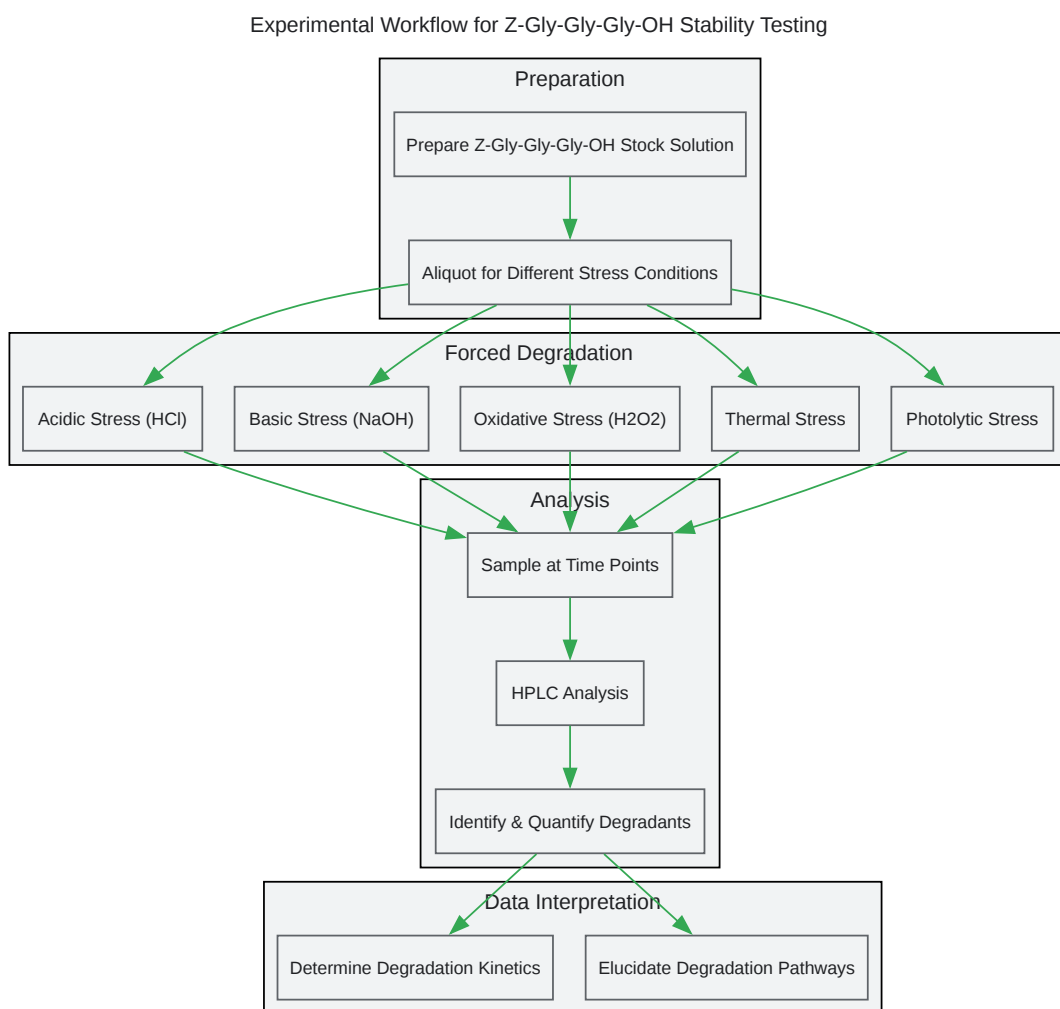 Experimental Workflow for Z-Gly-Gly-Gly-OH Stability Testing
Preparation
Prepare Z-Gly-Gly-Gly-OH Stock Solution
Aliquot for Different Stress Conditions
Forced Degradation
Acidic Stress (HCl)
Basic Stress (NaOH)
Oxidative Stress (H2O2)
Thermal Stress
Photolytic Stress
Analysis
Sample at Time Points
HPLC Analysis
Identify & Quantify Degradants
Data Interpretation
Determine Degradation Kinetics
Elucidate Degradation Pathways